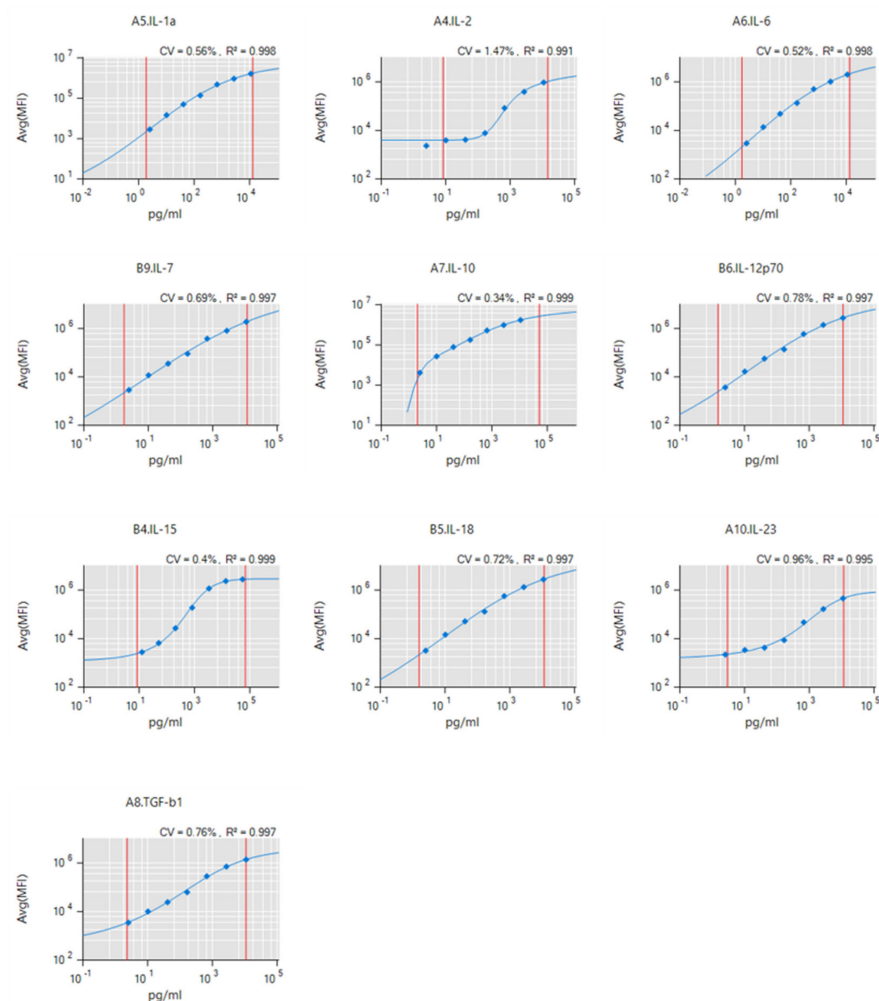 A5.IL-1a
CV = 0.56% , R² = 0.998
Avg(MFI)
10 7
10 5
10 3
10 1
10 -2
10 0
10 2
10 4
pg/ml
A4.IL-2
CV = 1.47% , R² = 0.991
Avg(MFI)
10 6
10 4
10 2
10 -1
10 1
10 3
10 5
pg/ml
A6.IL-6
CV = 0.52% , R² = 0.998
Avg(MFI)
10 6
10 4
10 2
10 -2
10 0
10 2
10 4
pg/ml
B9.IL-7
CV = 0.69% , R² = 0.997
Avg(MFI)
10 6
10 4
10 2
10 -1
10 1
10 3
10 5
pg/ml
A7.IL-10
CV = 0.34% , R² = 0.999
Avg(MFI)
10 7
10 5
10 3
10 1
10 -1
10 1
10 3
10 5
pg/ml
B6.IL-12p70
CV = 0.78% , R² = 0.997
Avg(MFI)
10 6
10 4
10 2
10 -1
10 1
10 3
10 5
pg/ml
B4.IL-15
CV = 0.4% , R² = 0.999
Avg(MFI)
10 6
10 4
10 2
10 -1
10 1
10 3
10 5
pg/ml
B5.IL-18
CV = 0.72% , R² = 0.997
Avg(MFI)
10 6
10 4
10 2
10 -1
10 1
10 3
10 5
pg/ml
A10.IL-23
CV = 0.96% , R² = 0.995
Avg(MFI)
10 6
10 4
10 2
10 -1
10 1
10 3
10 5
pg/ml
A8.TGF-b1
CV = 0.76% , R² = 0.997
Avg(MFI)
10 6
10 4
10 2
10 -1
10 1
10 3
10 5
pg/ml